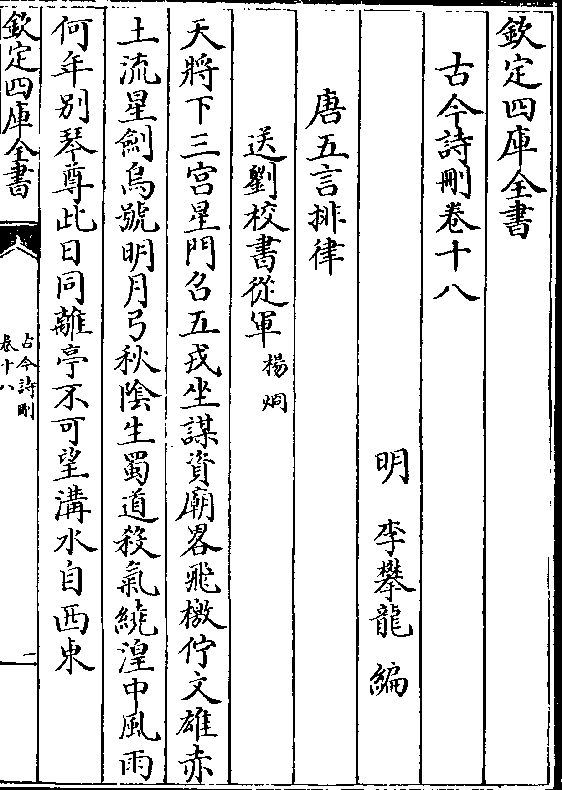 欽定四庫全書
古今詩刪卷十八
明 李攀龍 編
唐五言排律
送劉校書從軍 楊烱
天將下三宮星門召五戎坐謀資廟畧飛檄佇文雄赤
土流星劍烏號明月弓秋陰生蜀道殺氣繞湟中風雨
何年別琴尊此日同離亭不可望溝水自西東
欽定四庫全書
古今詩刪
卷十八
一